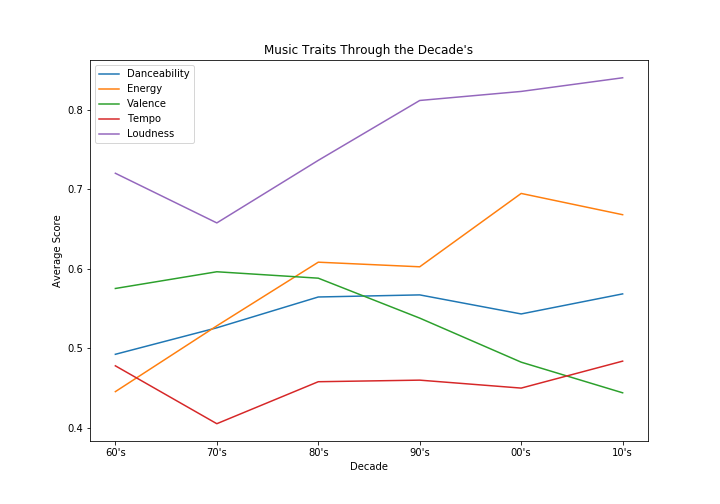 Music Traits Through the Decade's
Danceability
Energy
Valence
Tempo
Loudness
Average Score
0.8
0.7
0.6
0.5
0.4
60's
70's
80's
90's
00's
10's
Decade